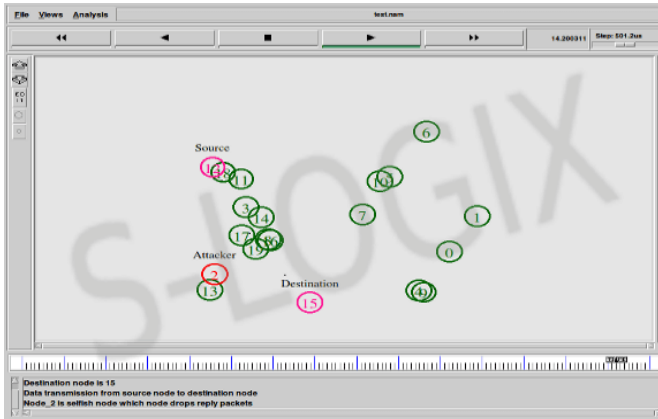 File Views Analysis
test.nam
14.200311
Step: 501.2us
6
Source
11
10
3
14
7
1
17
19
0
Attacker
2
13
Destination
15
4
9
S-LOGIX
Destination node is 15
Data transmission from source node to destination node
Node_2 is selfish node which node drops reply packets